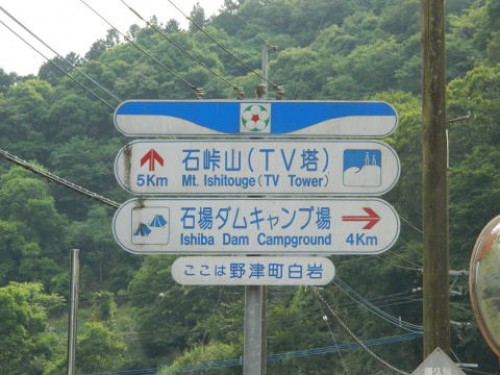 石峠山(TV塔)
5Km
Mt. Ishitouge (TV Tower)
石場ダムキャンプ場
Ishiba Dam Campground
4Km
ここは野津町白岩